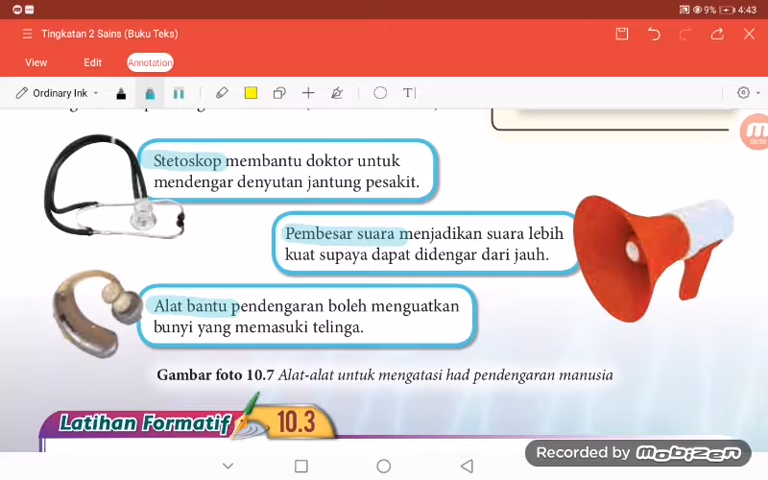 9% 4:43
Tingkatan 2 Sains (Buku Teks)
View Edit Annotation
Ordinary Ink T
Stetoskop membantu doktor untuk
mendengar denyutan jantung pesakit.
Pembesar suara menjadikan suara lebih
kuat supaya dapat didengar dari jauh.
Alat bantu pendengaran boleh menguatkan
bunyi yang memasuki telinga.
Gambar foto 10.7 Alat-alat untuk mengatasi had pendengaran manusia
Latihan Formatif 10.3
Recorded by mobizen